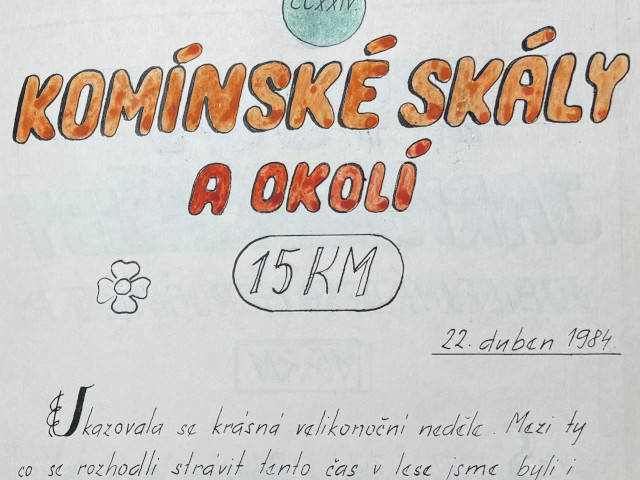 CCXXIV.
KOMÍNSKÉ SKÁLY
A OKOLÍ
15 KM
22. duben 1984.
Ukazovala se krásná velikonoční neděle. Mezi ty
co se rozhodli strávit tento čas v lese jsme byli i